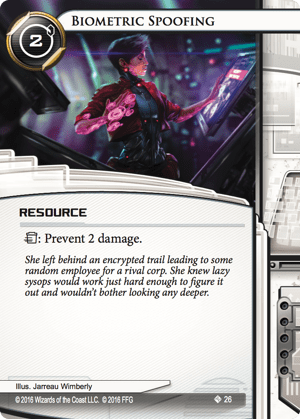 BIOMETRIC SPOOFING
2
RESOURCE
: Prevent 2 damage.
She left behind an encrypted trail leading to some
random employee for a rival corp. She knew lazy
sysops would work just hard enough to figure it
out and wouldn't bother looking any deeper.
Illus. Jarreau Wimberly
© 2016 Wizards of the Coast LLC. © 2016 FFG
26